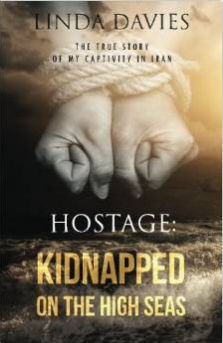 LINDA DAVIES
THE TRUE STORY
OF MY CAPTIVITY IN IRAN
HOSTAGE:
KIDNAPPED
ON THE HIGH SEAS